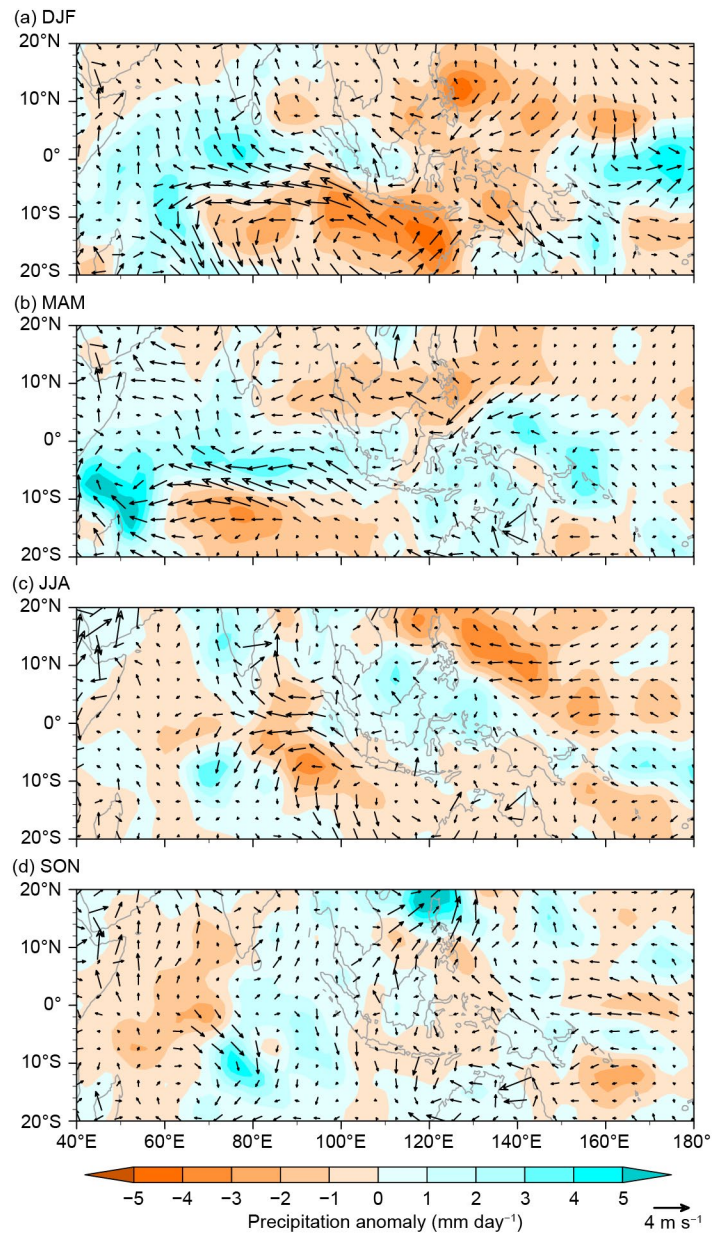 (a) DJF
20°N
10°N
0°
10°S
20°S
(b) MAM
20°N
10°N
0°
10°S
20°S
(c) JJA
20°N
10°N
0°
10°S
20°S
(d) SON
20°N
10°N
0°
10°S
20°S
40°E 60°E 80°E 100°E 120°E 140°E 160°E 180°
−5 −4 −3 −2 −1 0 1 2 3 4 5
Precipitation anomaly (mm day⁻¹) 4 m s⁻¹